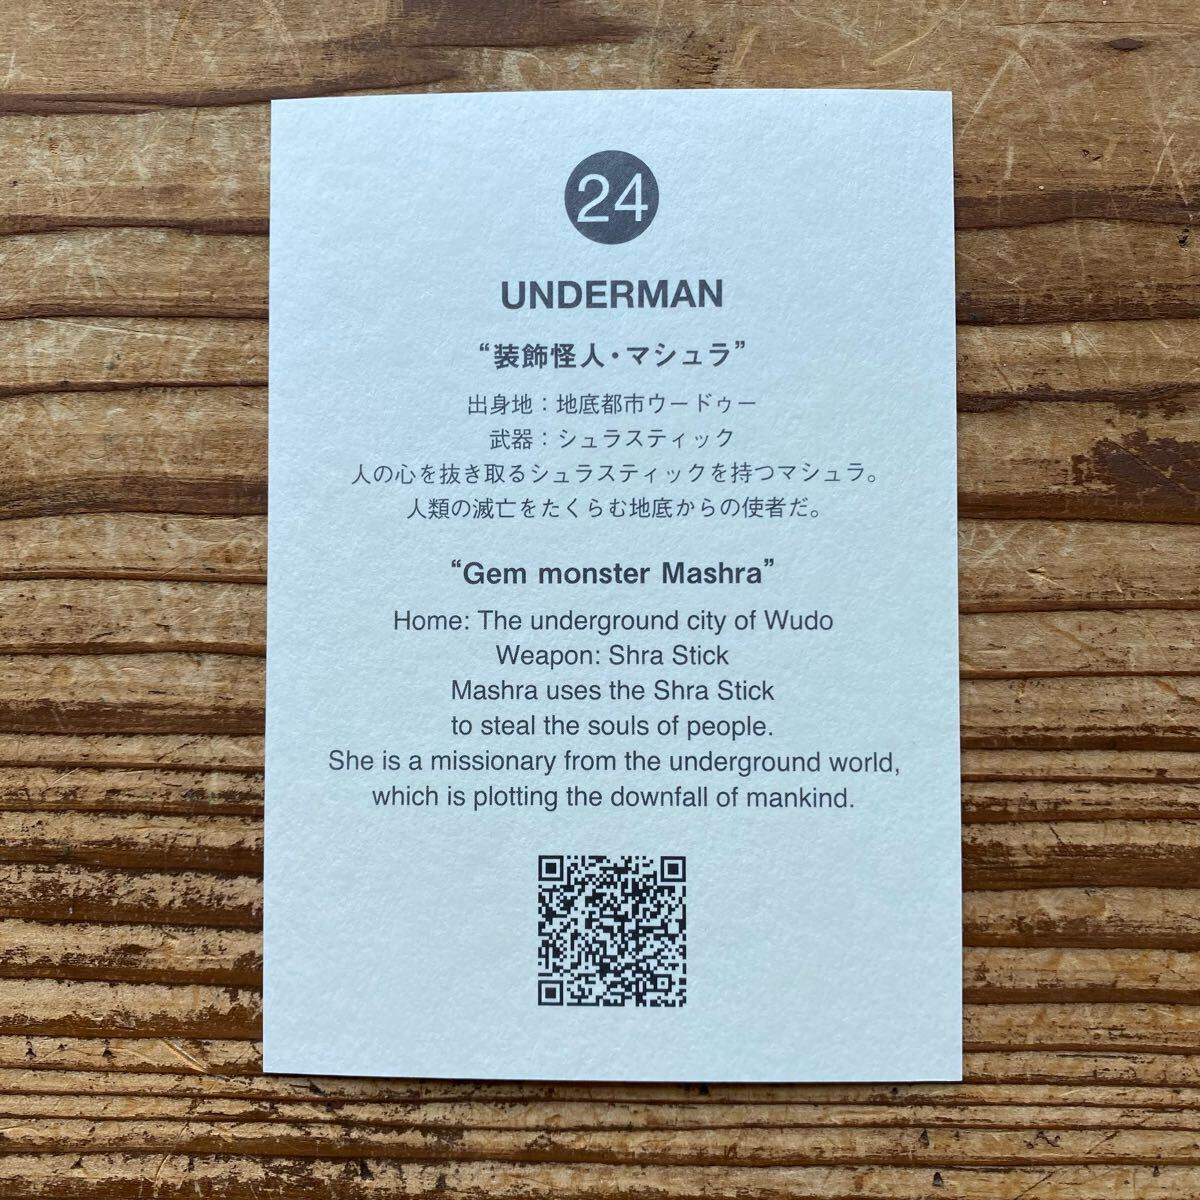 24
UNDERMAN
“装飾怪人・マシュラ”
出身地：地底都市ウードゥー
武器：シュラスティック
人の心を抜き取るシュラスティックを持つマシュラ。
人類の滅亡をたくらむ地底からの使者だ。
“Gem monster Mashra”
Home: The underground city of Wudo
Weapon: Shra Stick
Mashra uses the Shra Stick
to steal the souls of people.
She is a missionary from the underground world,
which is plotting the downfall of mankind.